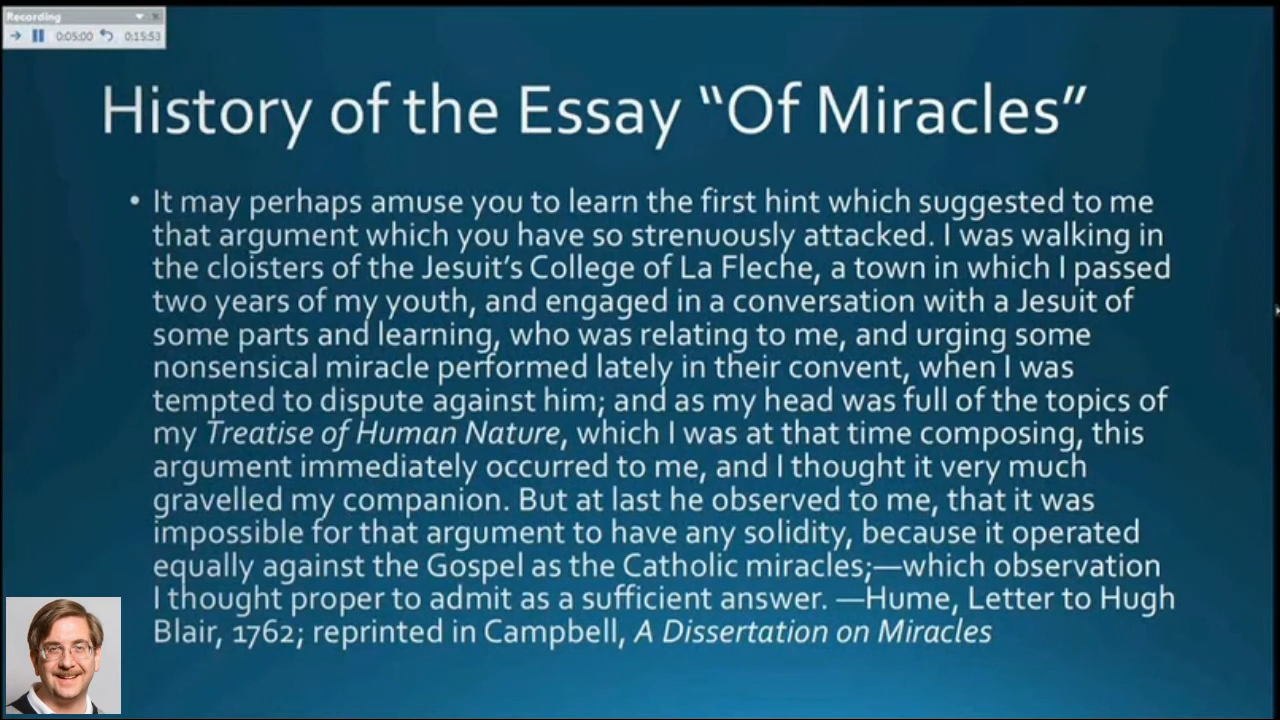 Recording
0:05:00 0:15:53
History of the Essay “Of Miracles”
• It may perhaps amuse you to learn the first hint which suggested to me
that argument which you have so strenuously attacked. I was walking in
the cloisters of the Jesuit’s College of La Fleche, a town in which I passed
two years of my youth, and engaged in a conversation with a Jesuit of
some parts and learning, who was relating to me, and urging some
nonsensical miracle performed lately in their convent, when I was
tempted to dispute against him; and as my head was full of the topics of
my Treatise of Human Nature, which I was at that time composing, this
argument immediately occurred to me, and I thought it very much
gravelled my companion. But at last he observed to me, that it was
impossible for that argument to have any solidity, because it operated
equally against the Gospel as the Catholic miracles;—which observation
I thought proper to admit as a sufficient answer. —Hume, Letter to Hugh
Blair, 1762; reprinted in Campbell, A Dissertation on Miracles